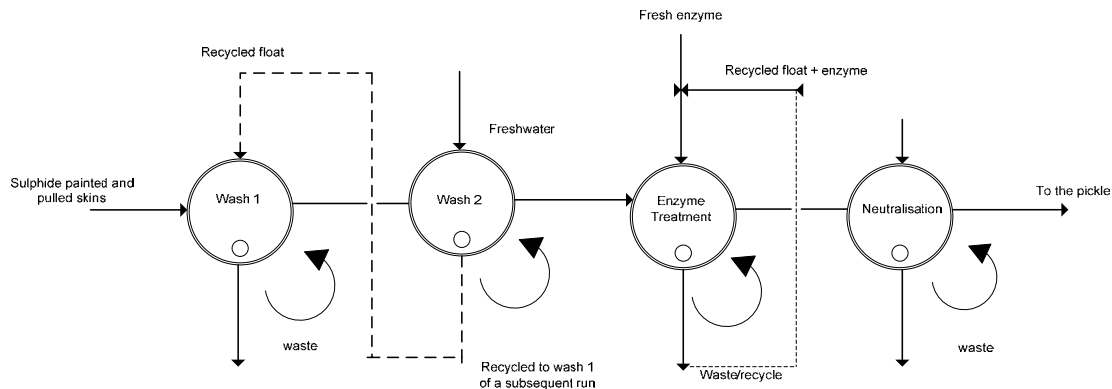 Fresh enzyme
Recycled float
Recycled float + enzyme
Freshwater
Sulphide painted and
pulled skins
Wash 1
Wash 2
Enzyme
Treatment
Neutralisation
To the pickle
waste
Recycled to wash 1
of a subsequent run
Waste/recycle
waste